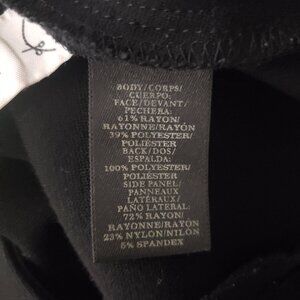 BODY/CORPS/
CUERPO:
FACE/DEVANT/
PECHERA:
61% RAYON/
RAYONNE/RAYÓN
39% POLYESTER/
POLIÉSTER
BACK/DOS/
ESPALDA:
100% POLYESTER/
POLIÉSTER
SIDE PANEL/
PANNEAUX
LATÉRAUX/
PAÑO LATERAL:
72% RAYON/
RAYONNE/RAYÓN
23% NYLON/NILÓN
5% SPANDEX